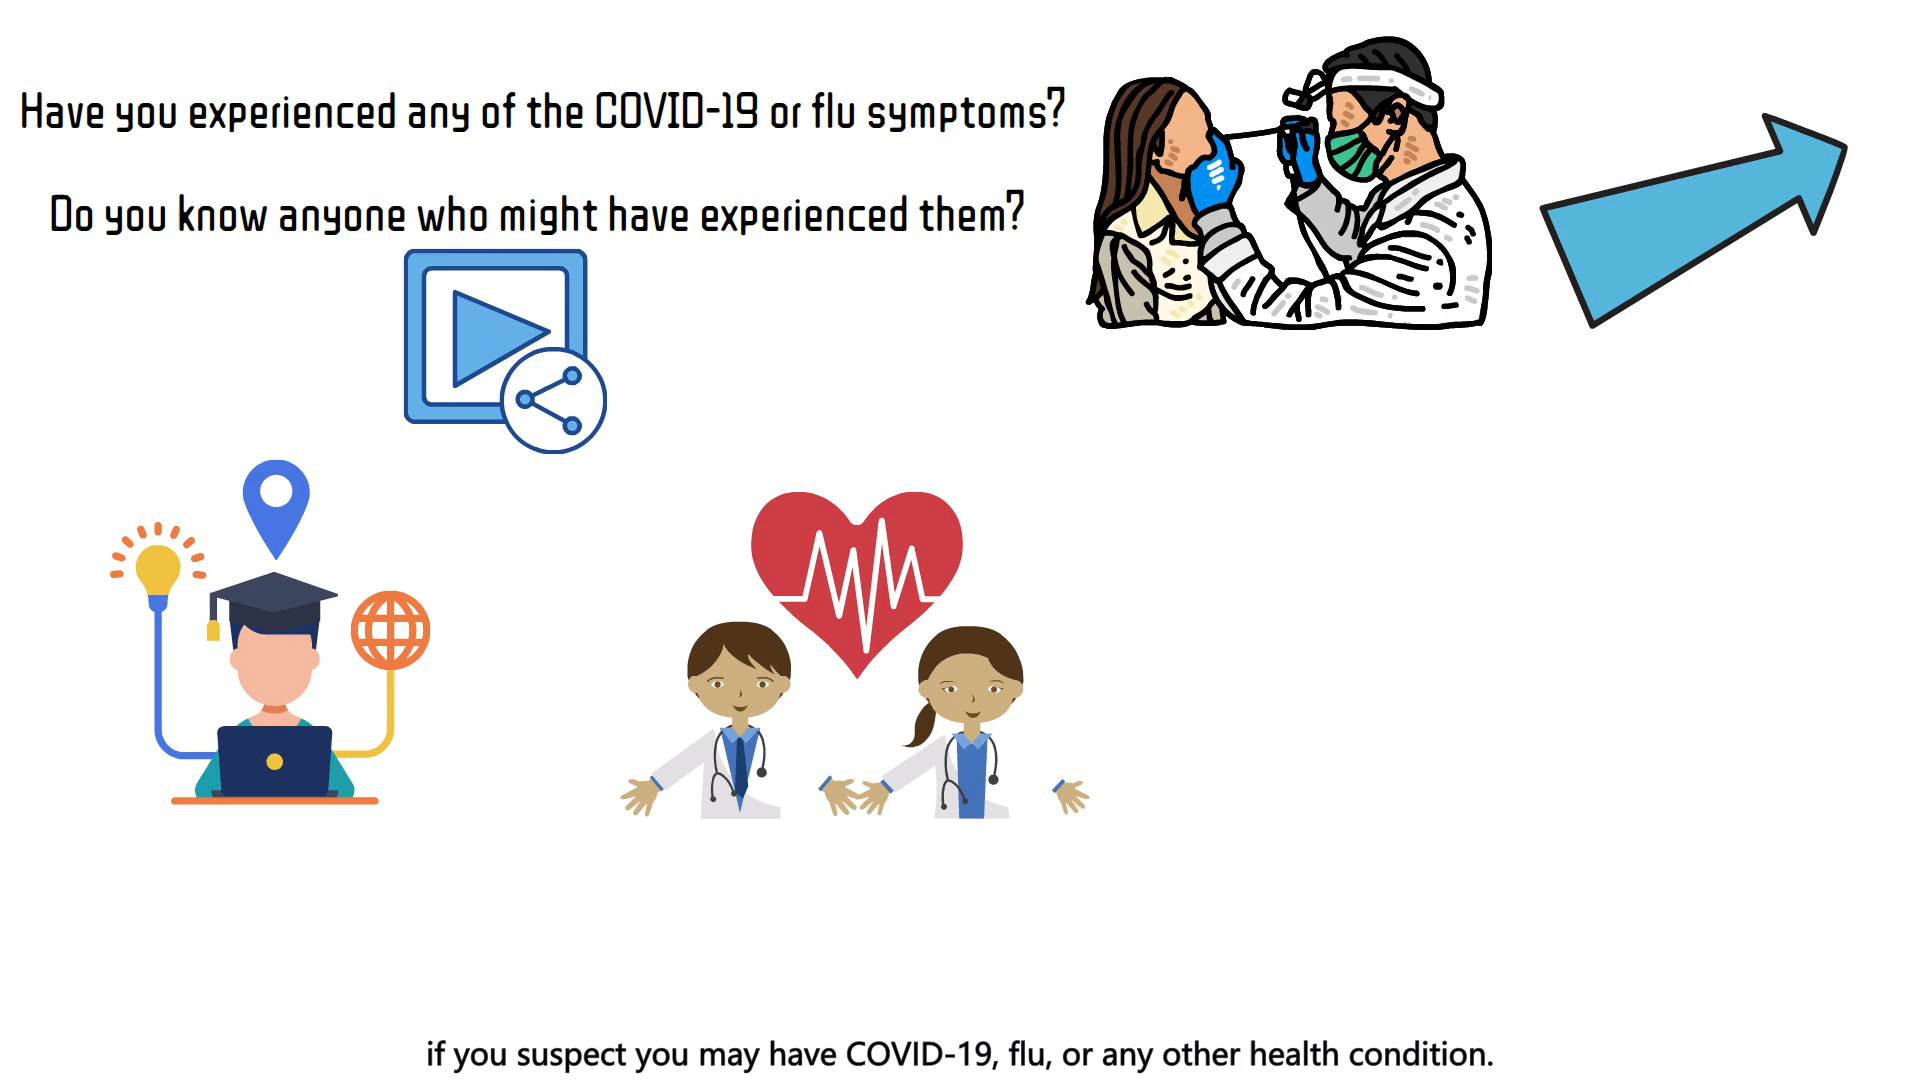 Have you experienced any of the COVID-19 or flu symptoms?
Do you know anyone who might have experienced them?
if you suspect you may have COVID-19, flu, or any other health condition.